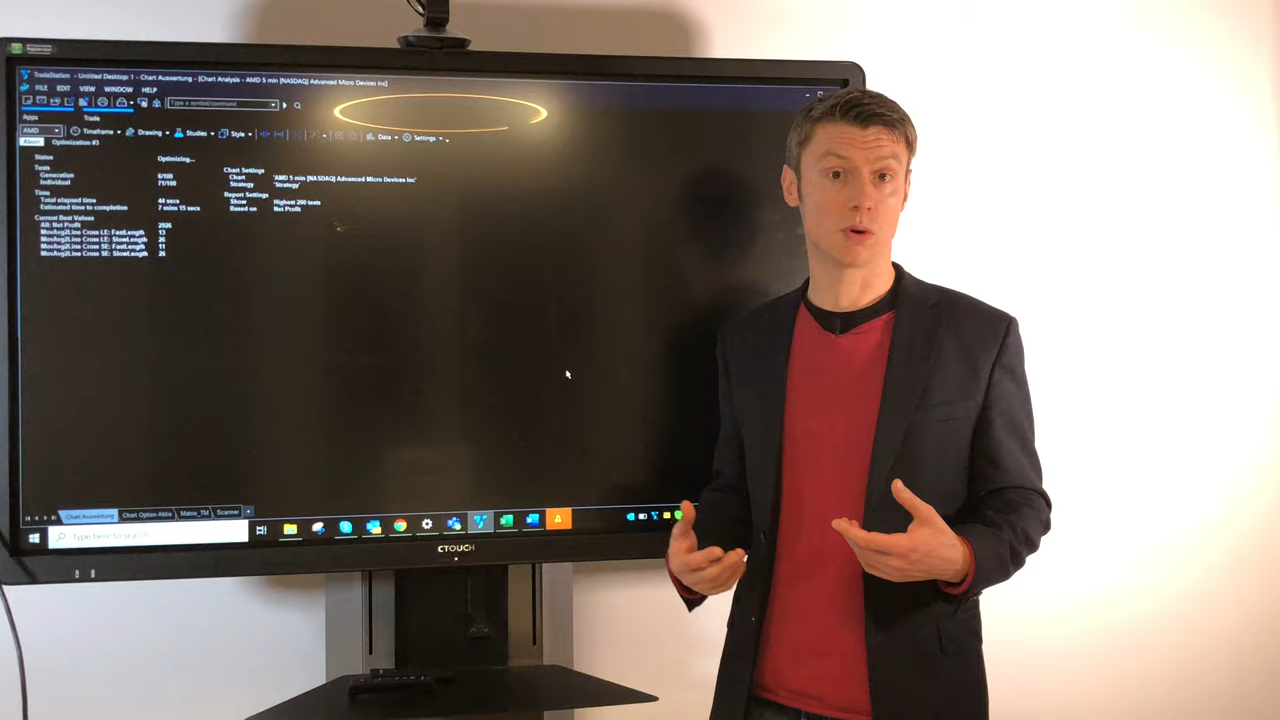 TradeStation - Untitled Desktop: 1 - Chart Auswertung - [Chart Analysis - AMD 5 min [NASDAQ] Advanced Micro Devices Inc]
FILE EDIT VIEW WINDOW HELP
Type a symbol/command
Apps Trade
AMD Timeframe Drawing Studies Style Data Settings
Abort Optimization #3
Status Optimizing...
Tests
Generation 6/100
Individual 71/100
Time
Total elapsed time 44 secs
Estimated time to completion 7 mins 15 secs
Current Best Values
All: Net Profit 2926
MovAvg2Line Cross LE: FastLength 13
MovAvg2Line Cross LE: SlowLength 26
MovAvg2Line Cross SE: FastLength 11
MovAvg2Line Cross SE: SlowLength 26
Chart Settings
Chart 'AMD 5 min [NASDAQ] Advanced Micro Devices Inc'
Strategy 'Strategy'
Report Settings
Show Highest 200 tests
Based on Net Profit
Chart Auswertung Chart Option Aktie Matrix_TM Scanner
Type here to search
CTOUCH